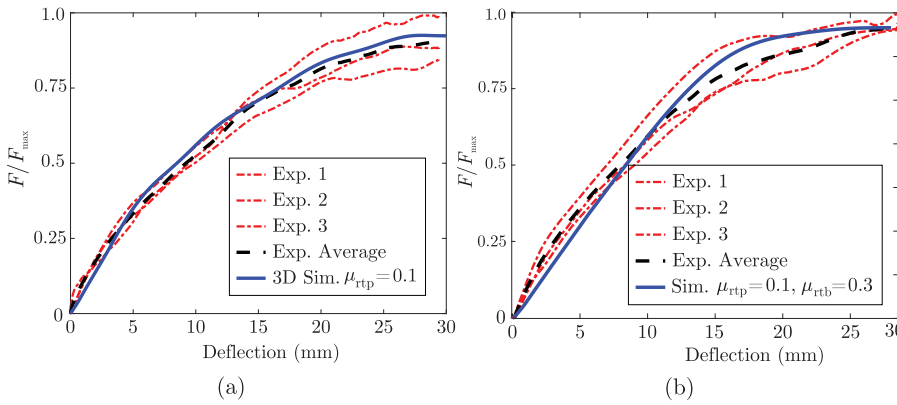 1.0
0.75
0.5
0.25
0
F/Fmax
0 5 10 15 20 25 30
Deflection (mm)
Exp. 1
Exp. 2
Exp. 3
Exp. Average
3D Sim. μrtp=0.1
(a)
1.0
0.75
0.5
0.25
0
F/Fmax
0 5 10 15 20 25 30
Deflection (mm)
Exp. 1
Exp. 2
Exp. 3
Exp. Average
Sim. μrtp=0.1, μrtb=0.3
(b)